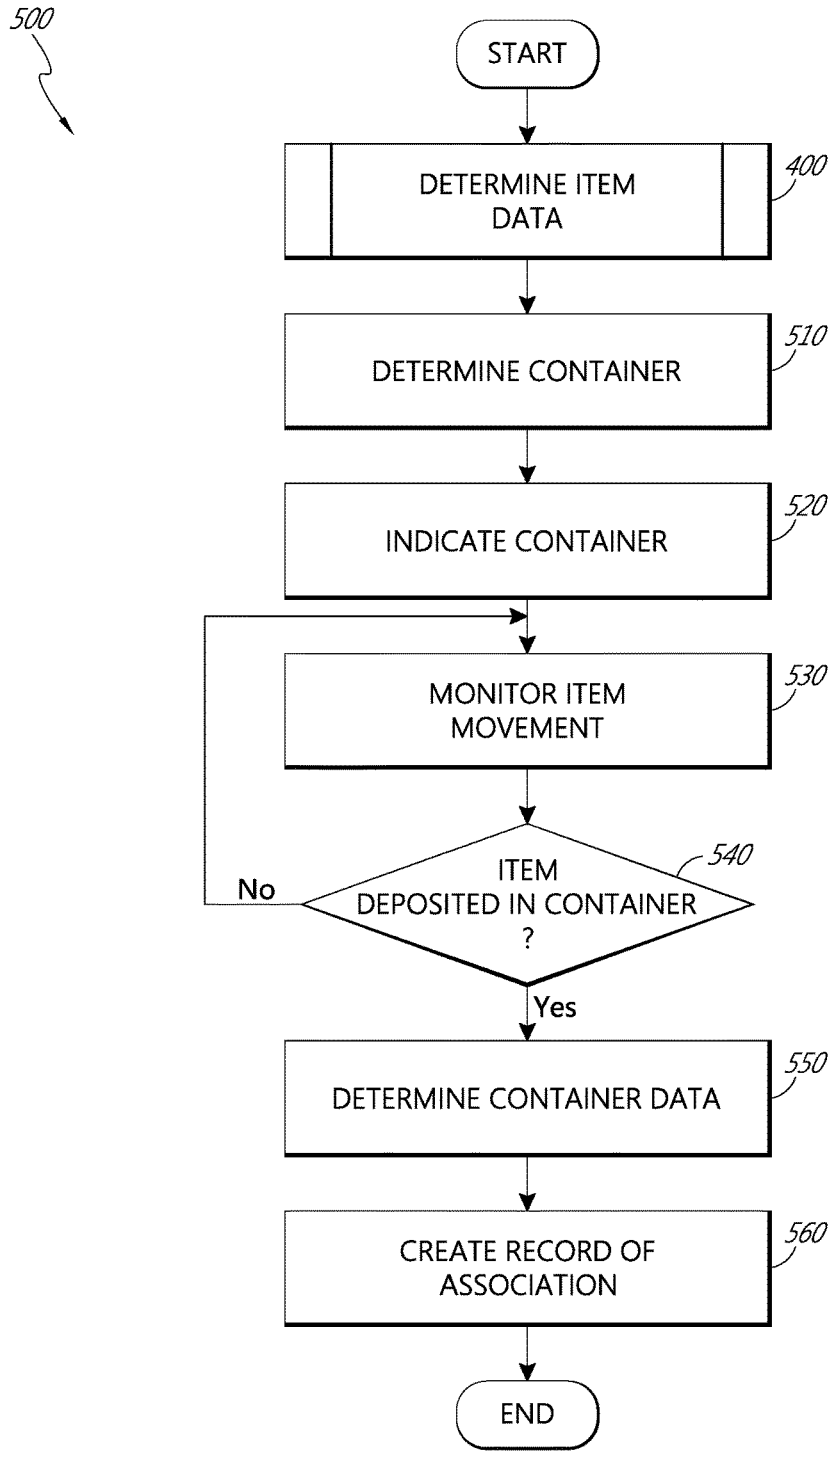 500
START
DETERMINE ITEM
DATA
400
DETERMINE CONTAINER
510
INDICATE CONTAINER
520
MONITOR ITEM
MOVEMENT
530
ITEM
DEPOSITED IN CONTAINER
?
540
No
Yes
DETERMINE CONTAINER DATA
550
CREATE RECORD OF
ASSOCIATION
560
END